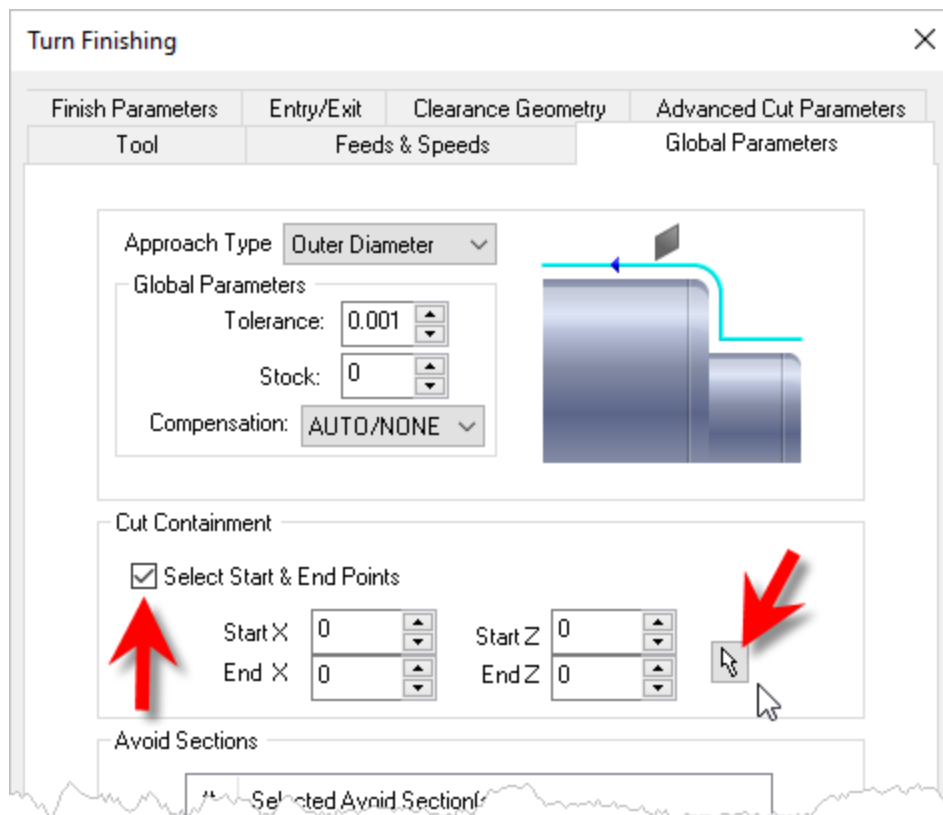 Turn Finishing
Finish Parameters Entry/Exit Clearance Geometry Advanced Cut Parameters
Tool Feeds & Speeds Global Parameters
Approach Type Outer Diameter
Global Parameters
Tolerance: 0.001
Stock: 0
Compensation: AUTO/NONE
Cut Containment
Select Start & End Points
Start X 0 Start Z 0
End X 0 End Z 0
Avoid Sections
Selected Avoid